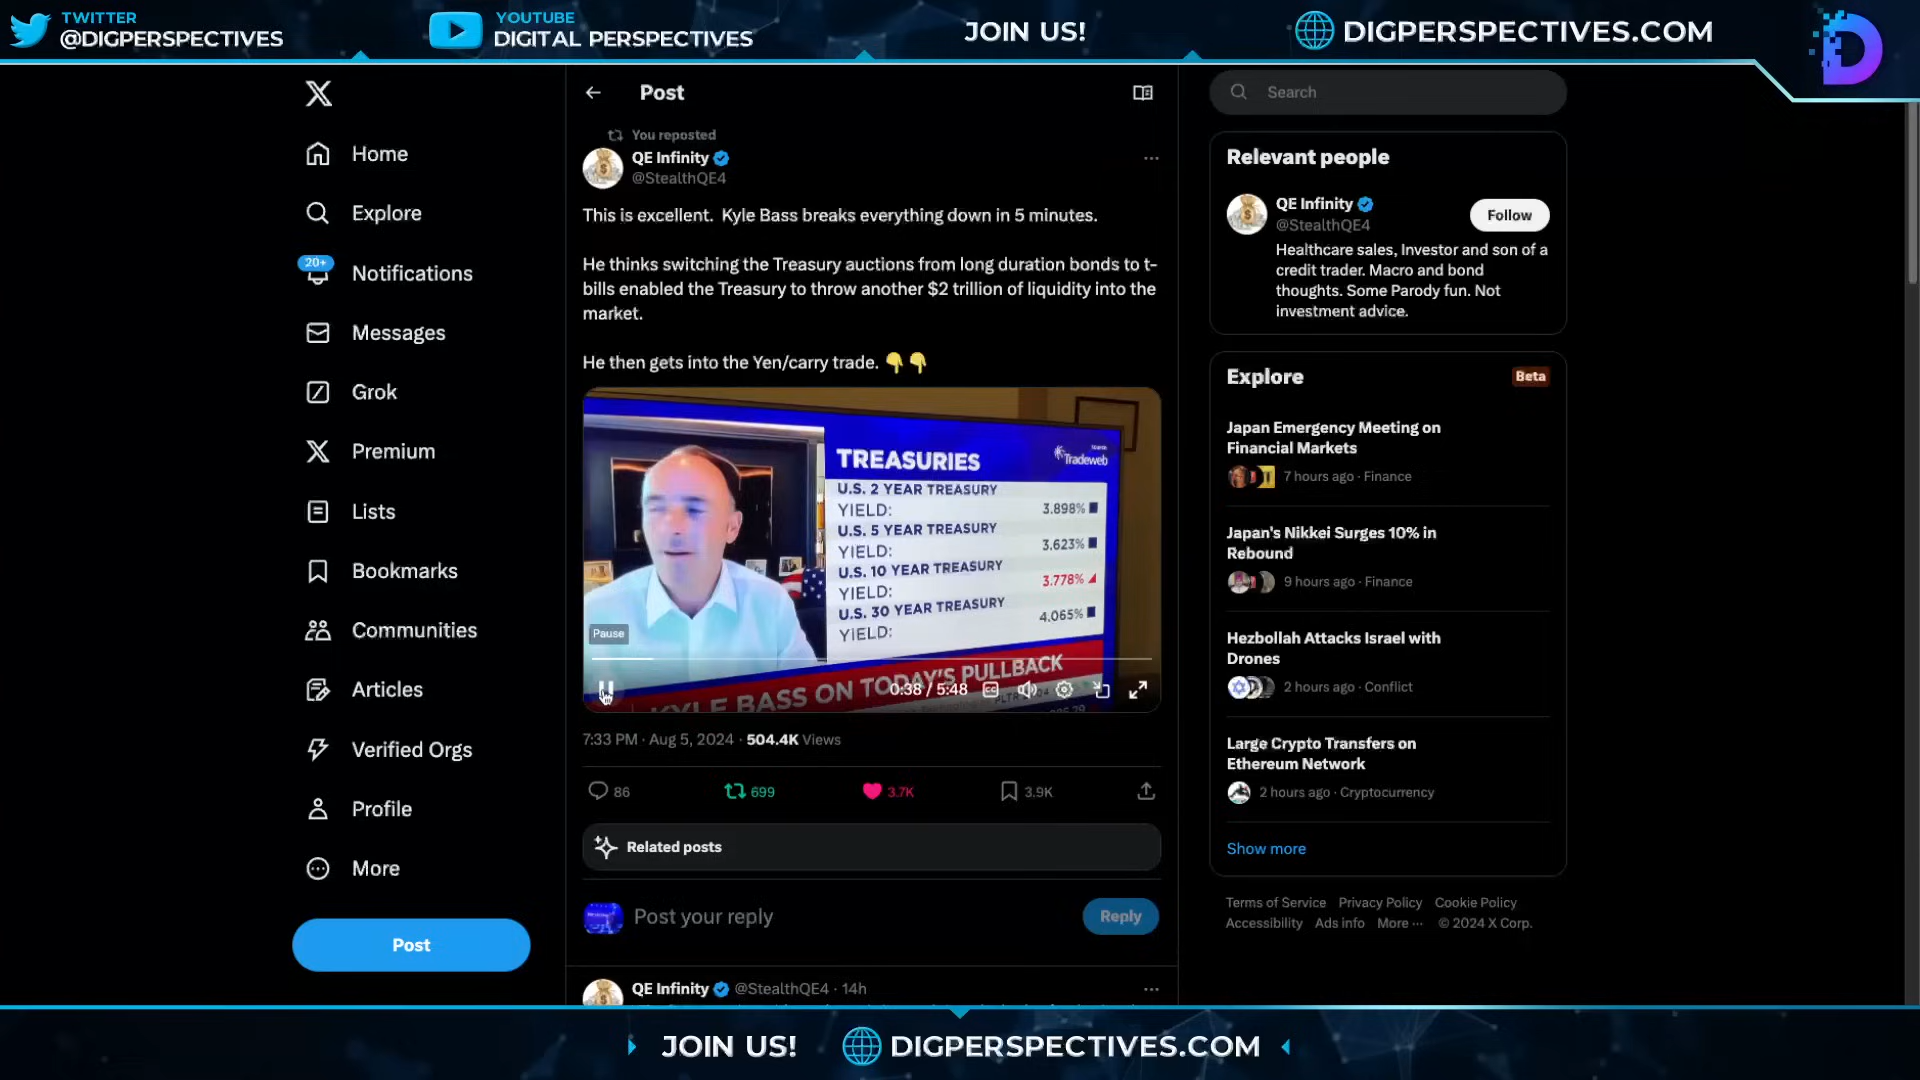 TWITTER
@DIGPERSPECTIVES
YOUTUBE
DIGITAL PERSPECTIVES
JOIN US!
DIGPERSPECTIVES.COM
Home
Explore
20+
Notifications
Messages
Grok
Premium
Lists
Bookmarks
Communities
Articles
Verified Orgs
Profile
More
Post
Post
You reposted
QE Infinity
@StealthQE4
This is excellent. Kyle Bass breaks everything down in 5 minutes.
He thinks switching the Treasury auctions from long duration bonds to t-
bills enabled the Treasury to throw another $2 trillion of liquidity into the
market.
He then gets into the Yen/carry trade.
TREASURIES
Tradeweb
U.S. 2 YEAR TREASURY
YIELD: 3.898%
U.S. 5 YEAR TREASURY
YIELD: 3.623%
U.S. 10 YEAR TREASURY
YIELD: 3.778%
U.S. 30 YEAR TREASURY
YIELD: 4.065%
Pause
KYLE BASS ON TODAY'S PULLBACK
0:38 / 5:48
7:33 PM · Aug 5, 2024 · 504.4K Views
86
699
3.7K
3.9K
Related posts
Post your reply
Reply
QE Infinity @StealthQE4 · 14h
Search
Relevant people
QE Infinity
@StealthQE4
Follow
Healthcare sales, Investor and son of a
credit trader. Macro and bond
thoughts. Some Parody fun. Not
investment advice.
Explore
Beta
Japan Emergency Meeting on
Financial Markets
7 hours ago · Finance
Japan's Nikkei Surges 10% in
Rebound
9 hours ago · Finance
Hezbollah Attacks Israel with
Drones
2 hours ago · Conflict
Large Crypto Transfers on
Ethereum Network
2 hours ago · Cryptocurrency
Show more
Terms of Service Privacy Policy Cookie Policy
Accessibility Ads info More ··· © 2024 X Corp.
JOIN US!
DIGPERSPECTIVES.COM